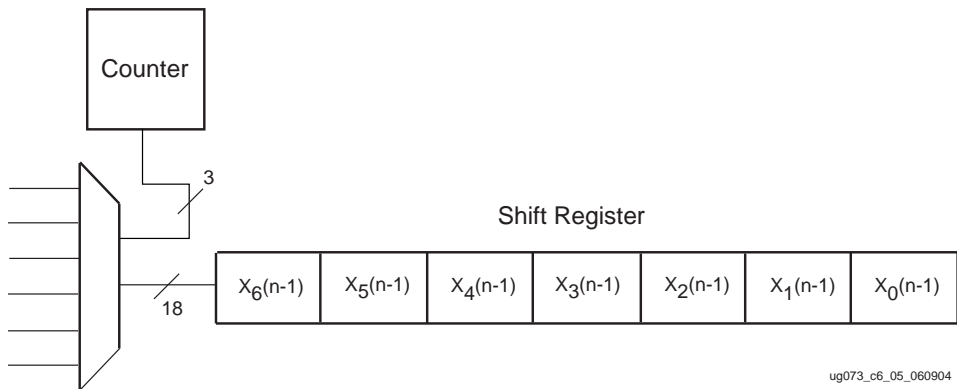 Counter
3
Shift Register
18
X6(n-1) X5(n-1) X4(n-1) X3(n-1) X2(n-1) X1(n-1) X0(n-1)
ug073_c6_05_060904